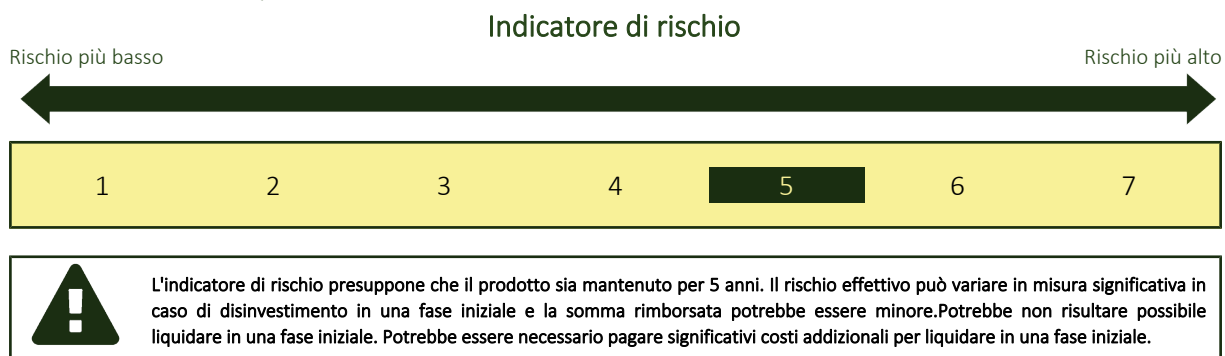 Indicatore di rischio
Rischio più basso
Rischio più alto
1 2 3 4 5 6 7
L'indicatore di rischio presuppone che il prodotto sia mantenuto per 5 anni. Il rischio effettivo può variare in misura significativa in
caso di disinvestimento in una fase iniziale e la somma rimborsata potrebbe essere minore.Potrebbe non risultare possibile
liquidare in una fase iniziale. Potrebbe essere necessario pagare significativi costi addizionali per liquidare in una fase iniziale.